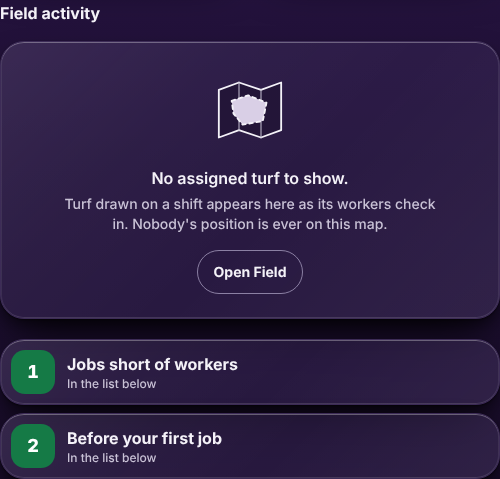 Field activity
No assigned turf to show.
Turf drawn on a shift appears here as its workers check
in. Nobody's position is ever on this map.
Open Field
1
Jobs short of workers
In the list below
2
Before your first job
In the list below